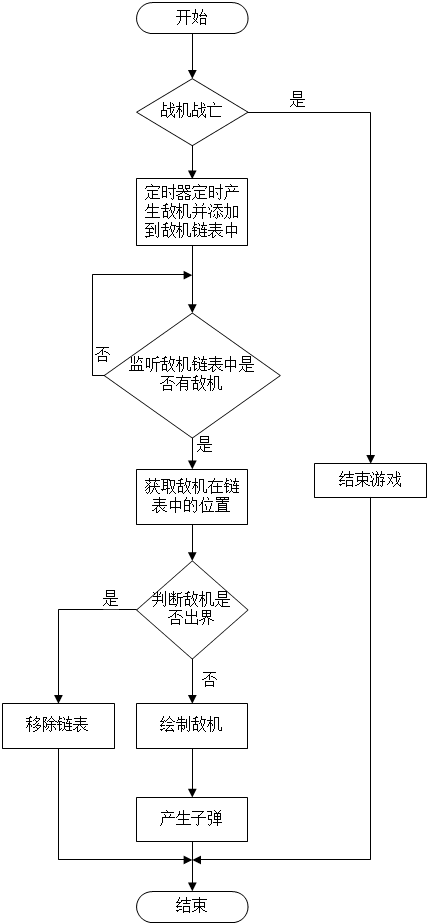 开始
战机战亡
是
定时器定时产
生敌机并添加
到敌机链表中
否
监听敌机链表中是
否有敌机
是
获取敌机在链
表中的位置
结束游戏
是
判断敌机是
否出界
否
移除链表
绘制敌机
产生子弹
结束